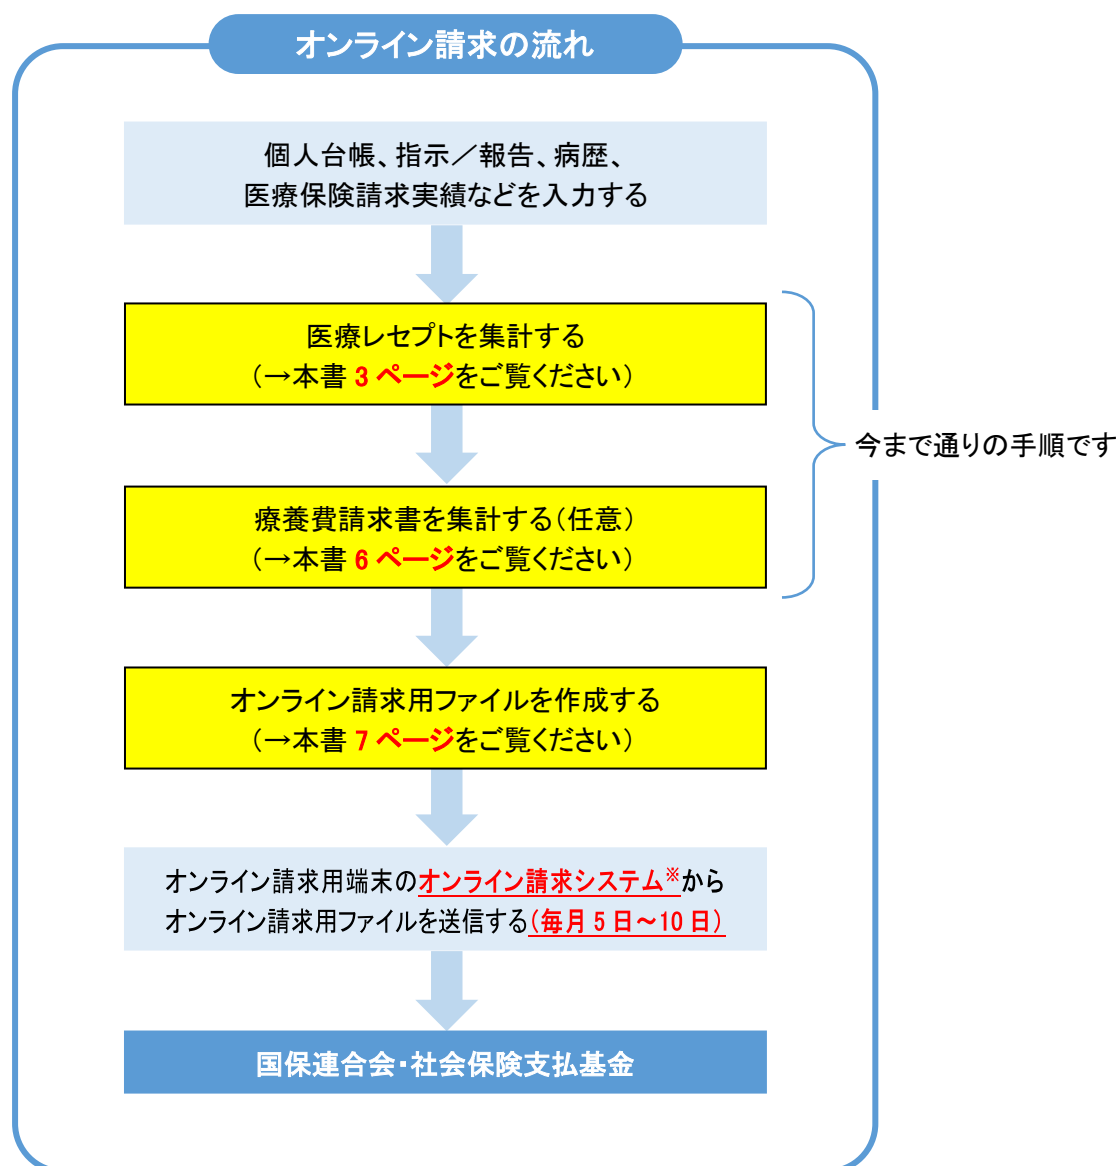 オンライン請求の流れ
個人台帳、指示／報告、病歴、
医療保険請求実績などを入力する
医療レセプトを集計する
（→本書 3 ページをご覧ください）
今まで通りの手順です
療養費請求書を集計する（任意）
（→本書 6 ページをご覧ください）
オンライン請求用ファイルを作成する
（→本書 7 ページをご覧ください）
オンライン請求用端末のオンライン請求システム※から
オンライン請求用ファイルを送信する（毎月 5 日～10 日）
国保連合会・社会保険支払基金